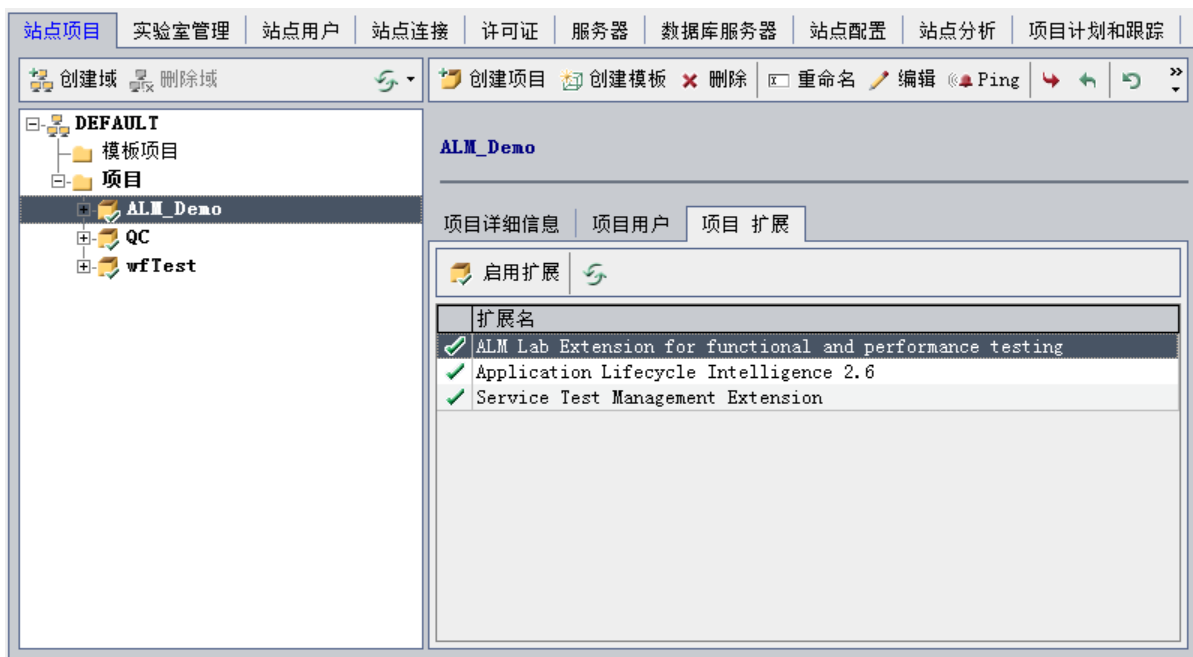 站点项目 实验室管理 站点用户 站点连接 许可证 服务器 数据库服务器 站点配置 站点分析 项目计划和跟踪
创建域 删除域
创建项目 创建模板 删除 重命名 编辑 Ping
DEFAULT
模板项目
项目
ALM_Demo
QC
wfTest
ALM_Demo
项目详细信息 项目用户 项目 扩展
启用扩展
扩展名
ALM Lab Extension for functional and performance testing
Application Lifecycle Intelligence 2.6
Service Test Management Extension